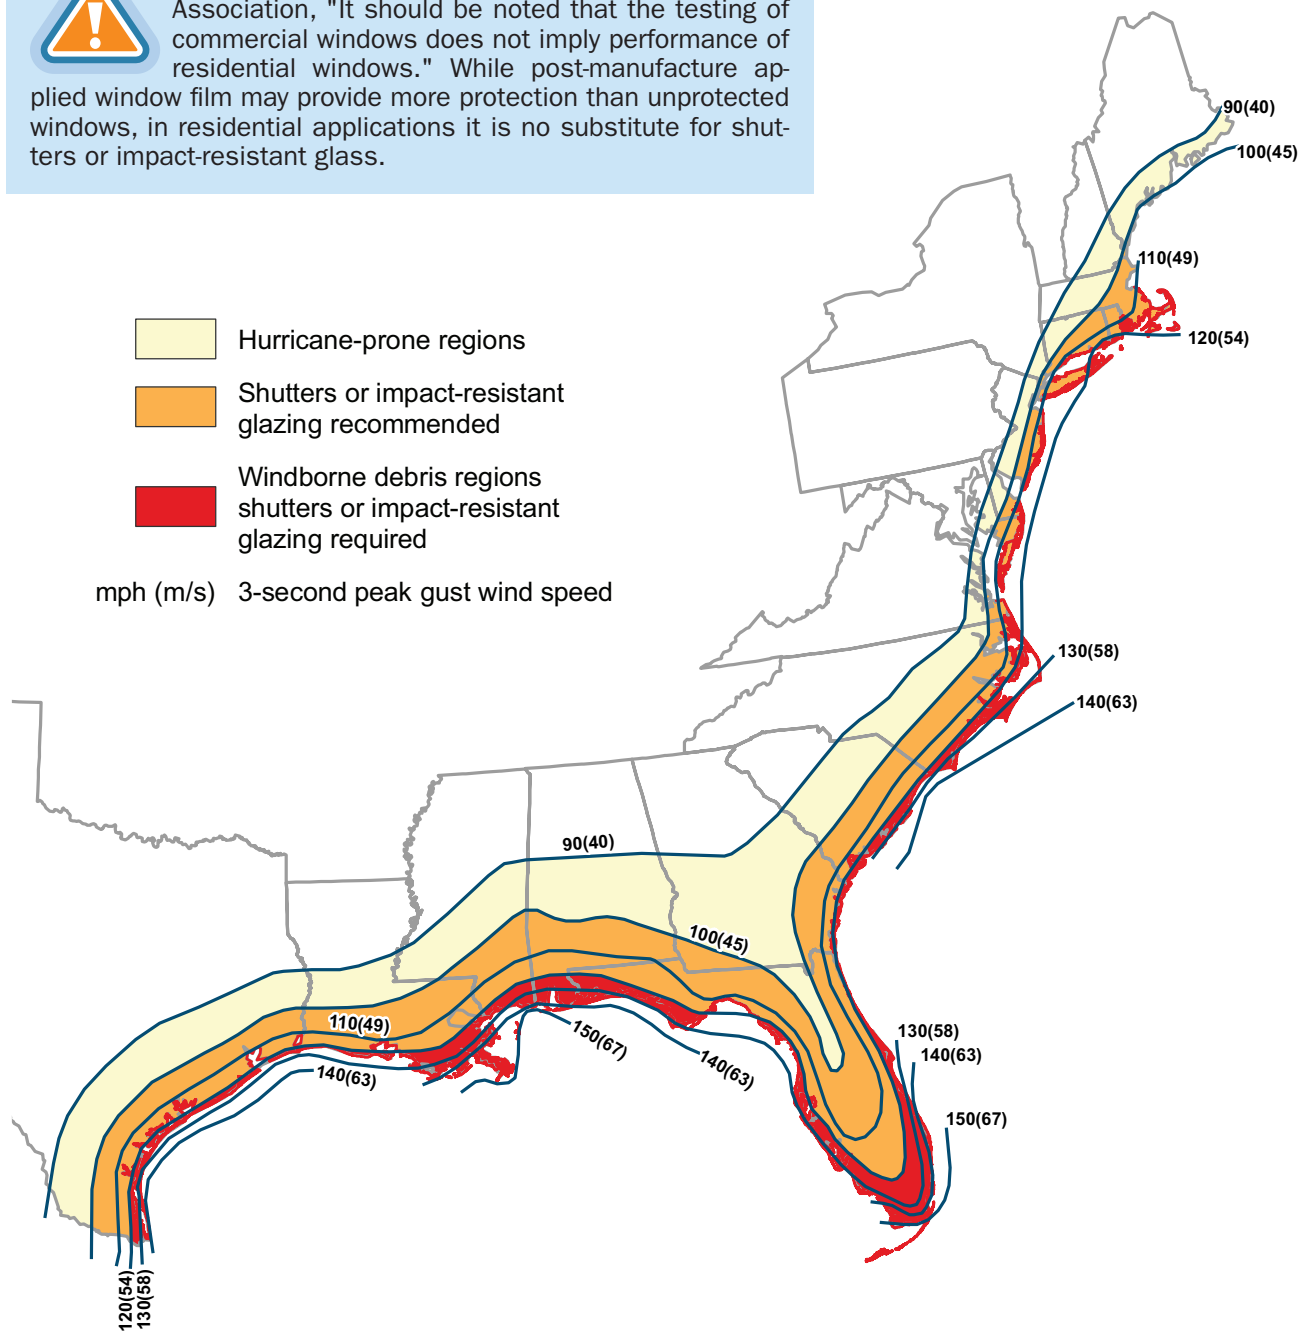 Association, "It should be noted that the testing of
commercial windows does not imply performance of
residential windows." While post-manufacture ap-
plied window film may provide more protection than unprotected
windows, in residential applications it is no substitute for shut-
ters or impact-resistant glass.
90(40)
100(45)
110(49)
120(54)
Hurricane-prone regions
Shutters or impact-resistant
glazing recommended
Windborne debris regions
shutters or impact-resistant
glazing required
mph (m/s) 3-second peak gust wind speed
130(58)
140(63)
90(40)
100(45)
110(49)
140(63)
150(67)
140(63)
130(58)
140(63)
150(67)
120(54)
130(58)